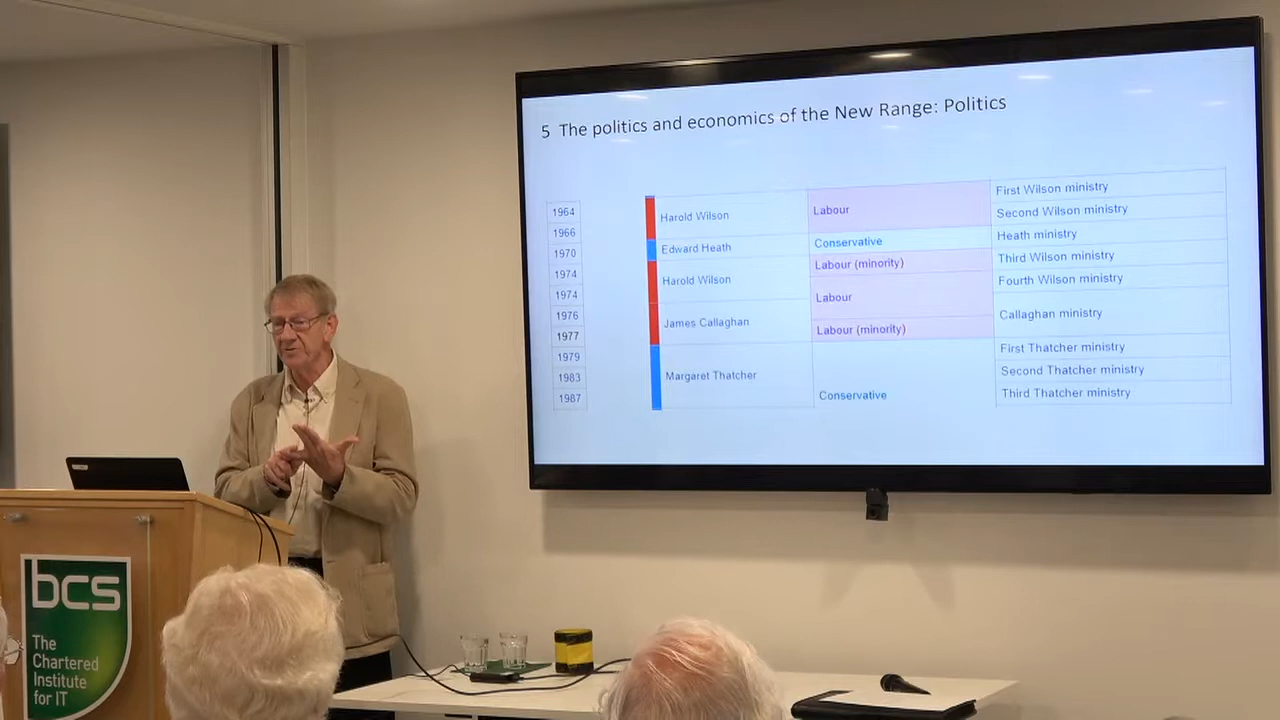 5 The politics and economics of the New Range: Politics
1964
1966
1970
1974
1974
1976
1977
1979
1983
1987
Harold Wilson
Edward Heath
Harold Wilson
James Callaghan
Margaret Thatcher
Labour
Conservative
Labour (minority)
Labour
Labour (minority)
Conservative
First Wilson ministry
Second Wilson ministry
Heath ministry
Third Wilson ministry
Fourth Wilson ministry
Callaghan ministry
First Thatcher ministry
Second Thatcher ministry
Third Thatcher ministry
bcs
The
Chartered
Institute
for IT